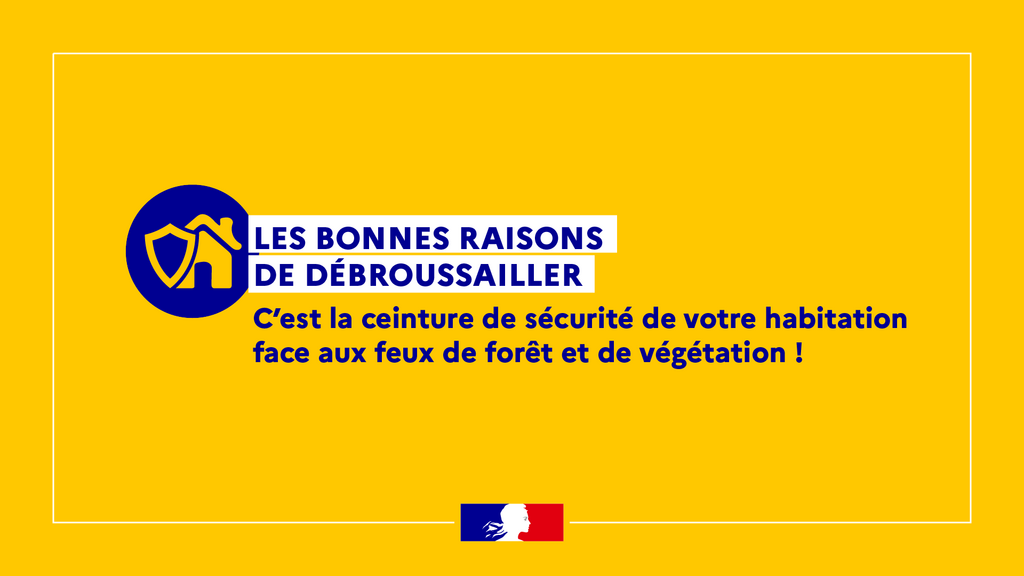 LES BONNES RAISONS
DE DÉBROUSSAILLER
C’est la ceinture de sécurité de votre habitation
face aux feux de forêt et de végétation !